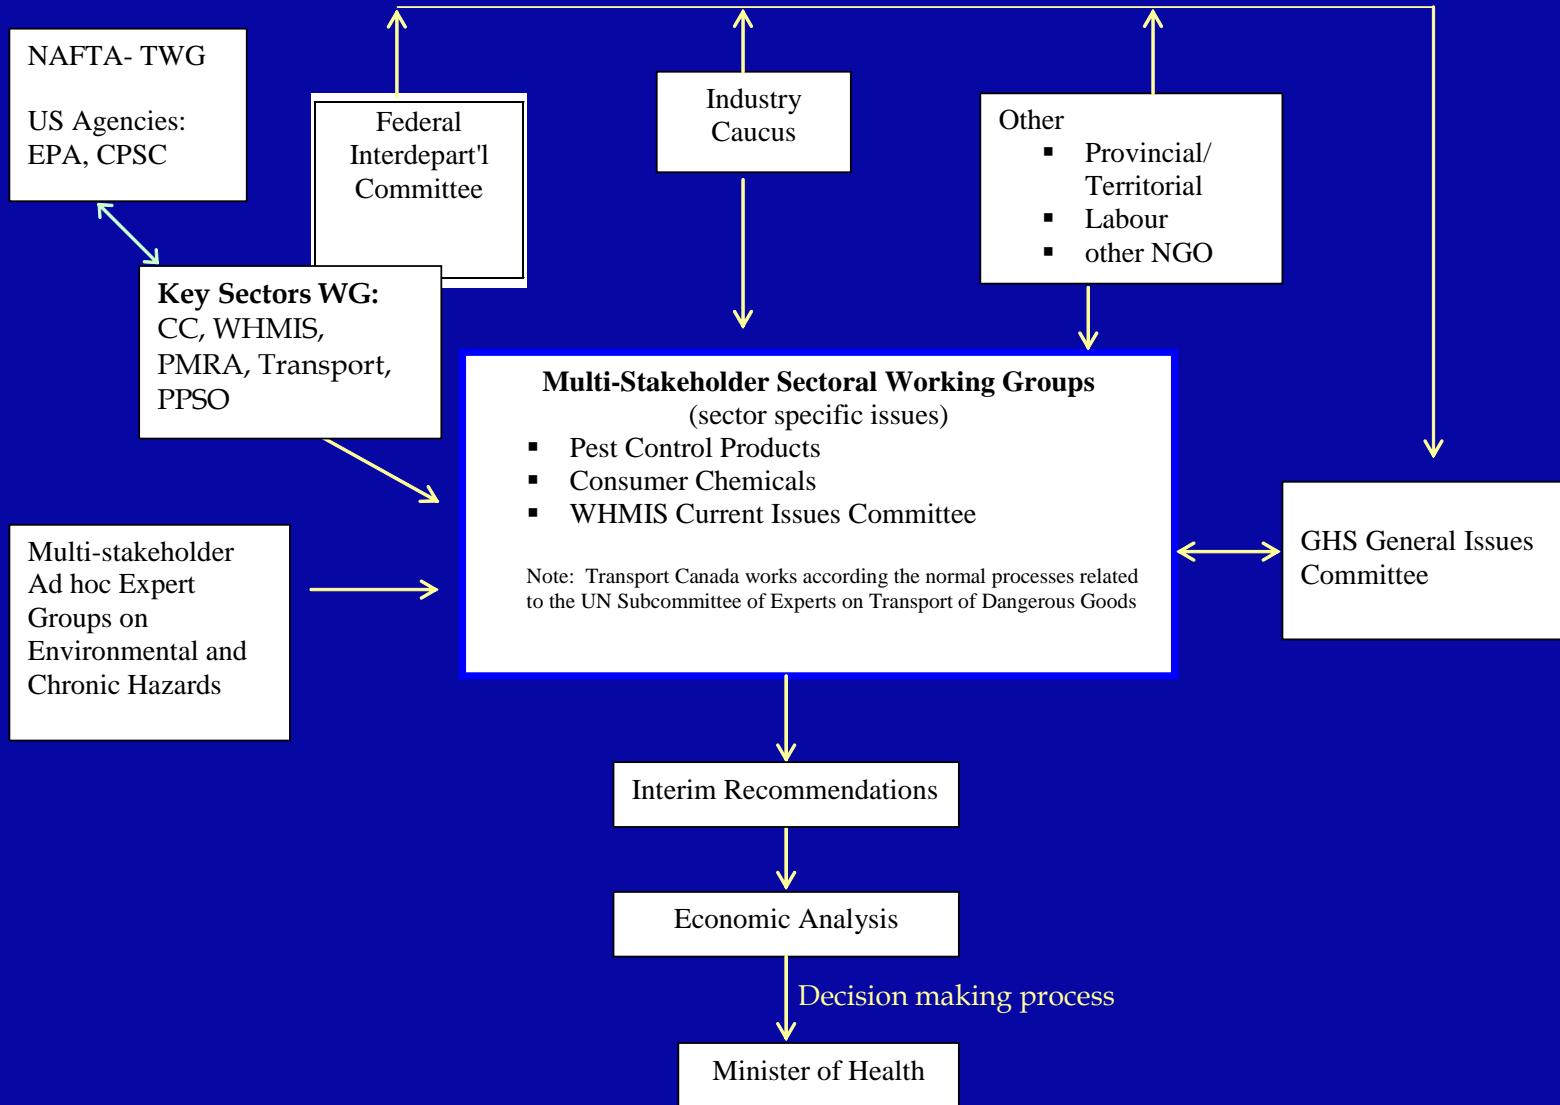 NAFTA- TWG
US Agencies:
EPA, CPSC
Federal
Interdepart'l
Committee
Industry
Caucus
Other
▪ Provincial/
Territorial
▪ Labour
▪ other NGO
Key Sectors WG:
CC, WHMIS,
PMRA, Transport,
PPSO
Multi-Stakeholder Sectoral Working Groups
(sector specific issues)
▪ Pest Control Products
▪ Consumer Chemicals
▪ WHMIS Current Issues Committee
Note: Transport Canada works according the normal processes related
to the UN Subcommittee of Experts on Transport of Dangerous Goods
GHS General Issues
Committee
Multi-stakeholder
Ad hoc Expert
Groups on
Environmental and
Chronic Hazards
Interim Recommendations
Economic Analysis
Decision making process
Minister of Health